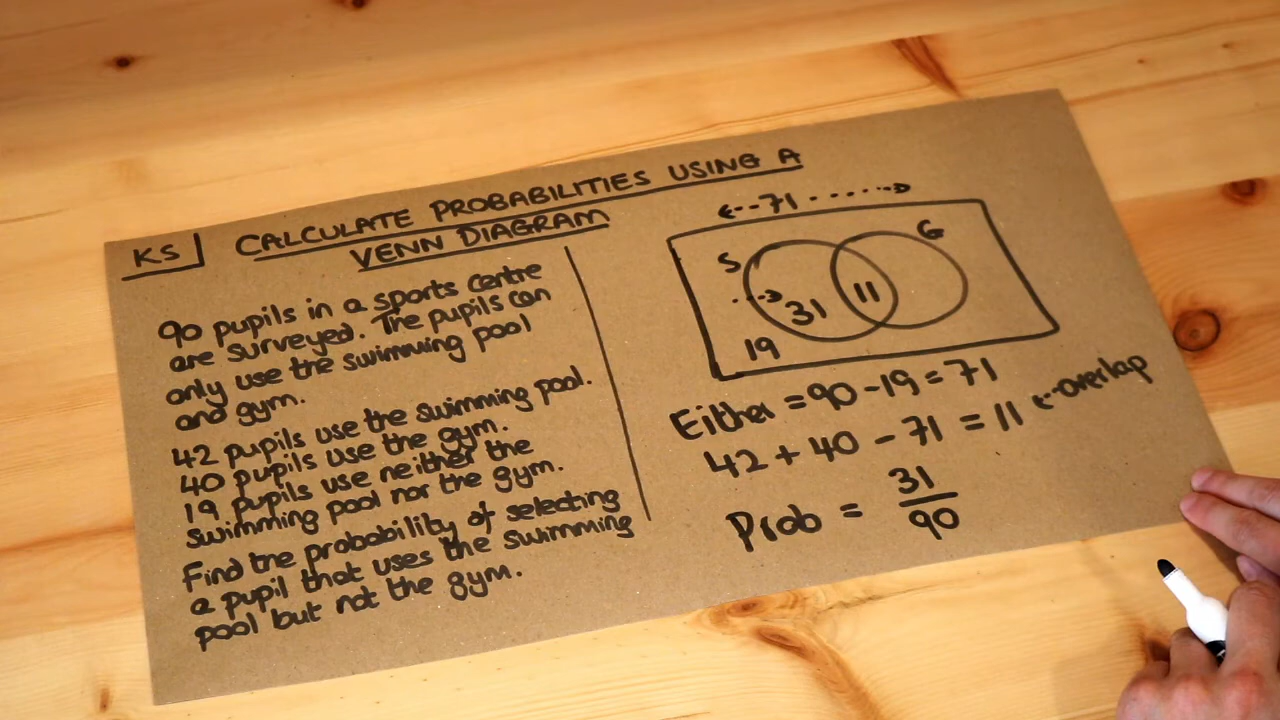 KS
CALCULATE PROBABILITIES USING A
VENN DIAGRAM
90 pupils in a sports centre
are surveyed. The pupils can
only use the swimming pool
and gym.
42 pupils use the swimming pool.
40 pupils use the gym.
19 pupils use neither the
swimming pool nor the gym.
Find the probability of selecting
a pupil that uses the swimming
pool but not the gym.
71
S
G
31
11
19
Either = 90 - 19 = 71
42 + 40 - 71 = 11 overlap
Prob = 31/90